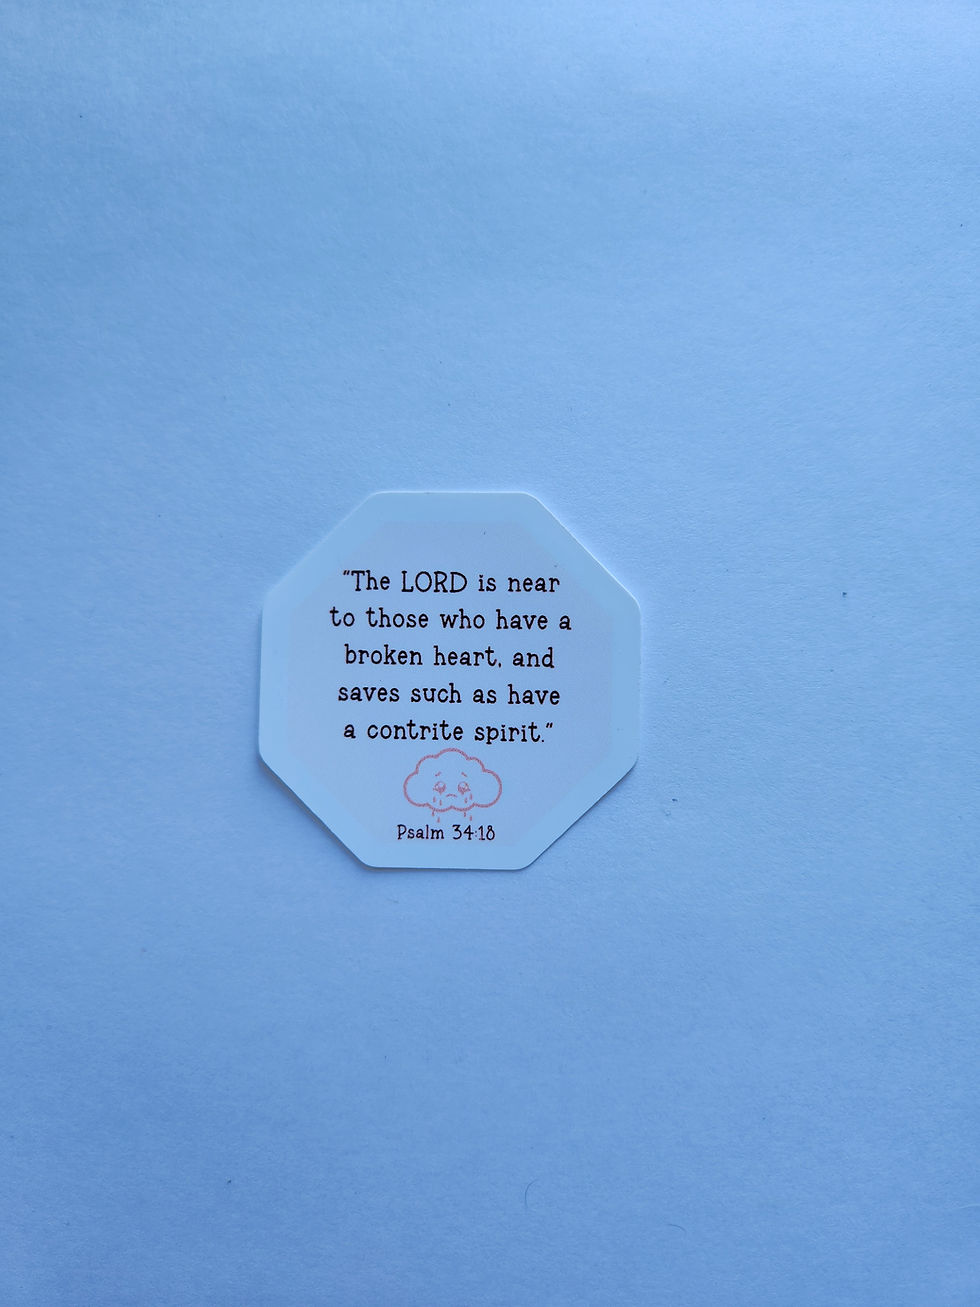 "The LORD is near
to those who have a
broken heart, and
saves such as have
a contrite spirit."
Psalm 34:18